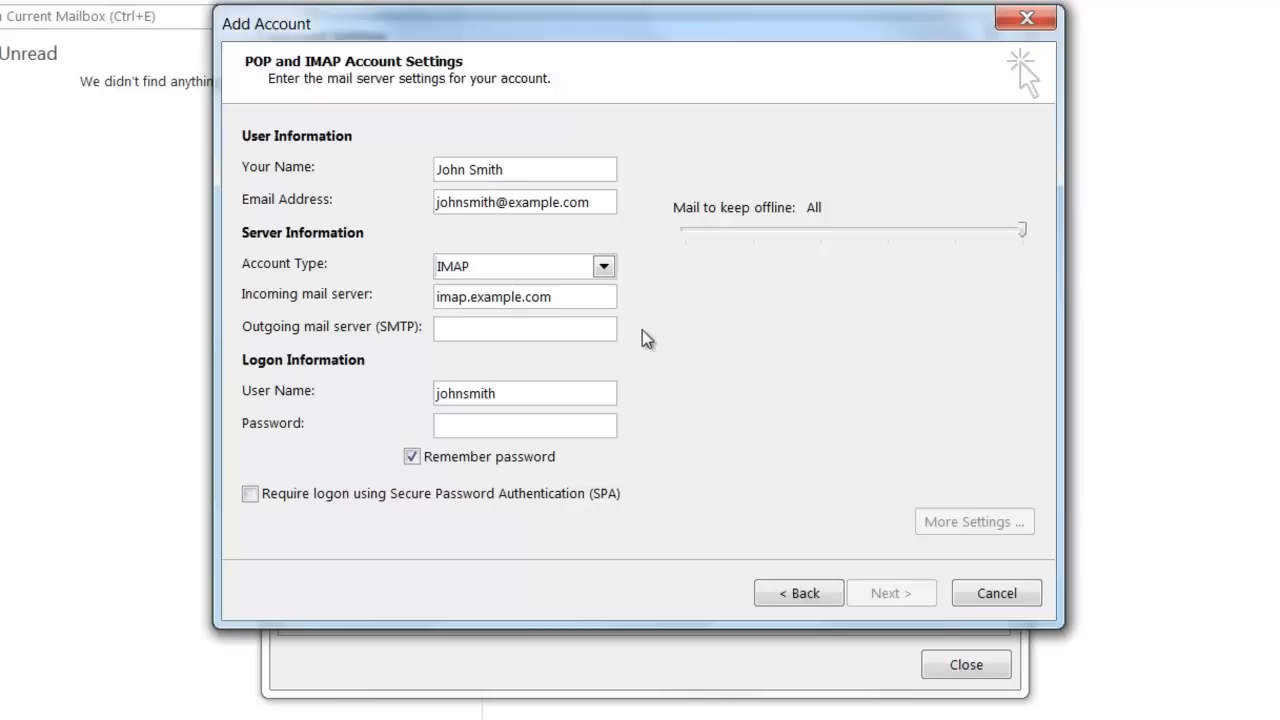 n Current Mailbox (Ctrl+E)
Unread
We didn't find anythin
Add Account
POP and IMAP Account Settings
Enter the mail server settings for your account.
User Information
Your Name: John Smith
Email Address: johnsmith@example.com
Mail to keep offline: All
Server Information
Account Type: IMAP
Incoming mail server: imap.example.com
Outgoing mail server (SMTP):
Logon Information
User Name: johnsmith
Password:
Remember password
Require logon using Secure Password Authentication (SPA)
More Settings ...
< Back Next > Cancel
Close